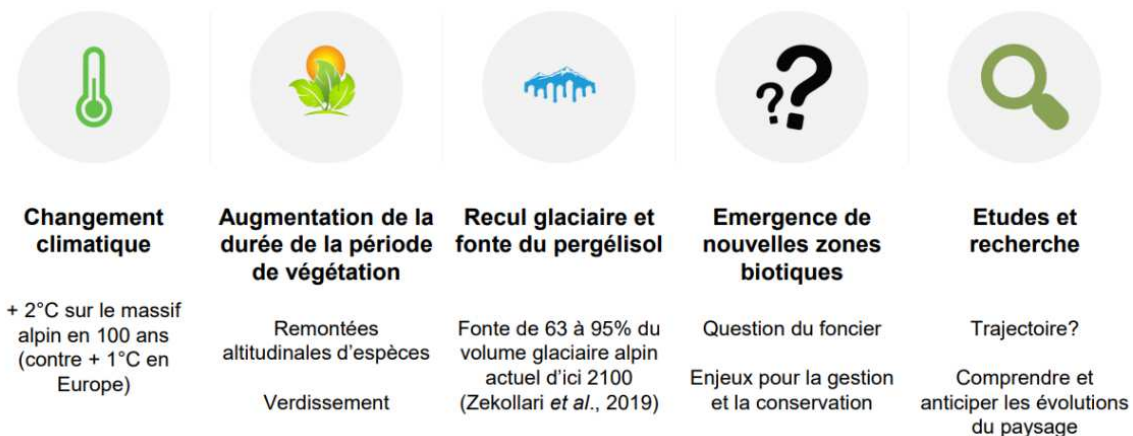 Changement
climatique
+ 2°C sur le massif
alpin en 100 ans
(contre + 1°C en
Europe)
Augmentation de la
durée de la période
de végétation
Remontées
altitudinales d'espèces
Verdissement
Recul glaciaire et
fonte du pergélisol
Fonte de 63 à 95% du
volume glaciaire alpin
actuel d'ici 2100
(Zekollari et al., 2019)
??
Emergence de
nouvelles zones
biotiques
Question du foncier
Enjeux pour la gestion
et la conservation
Etudes et
recherche
Trajectoire?
Comprendre et
anticiper les évolutions
du paysage